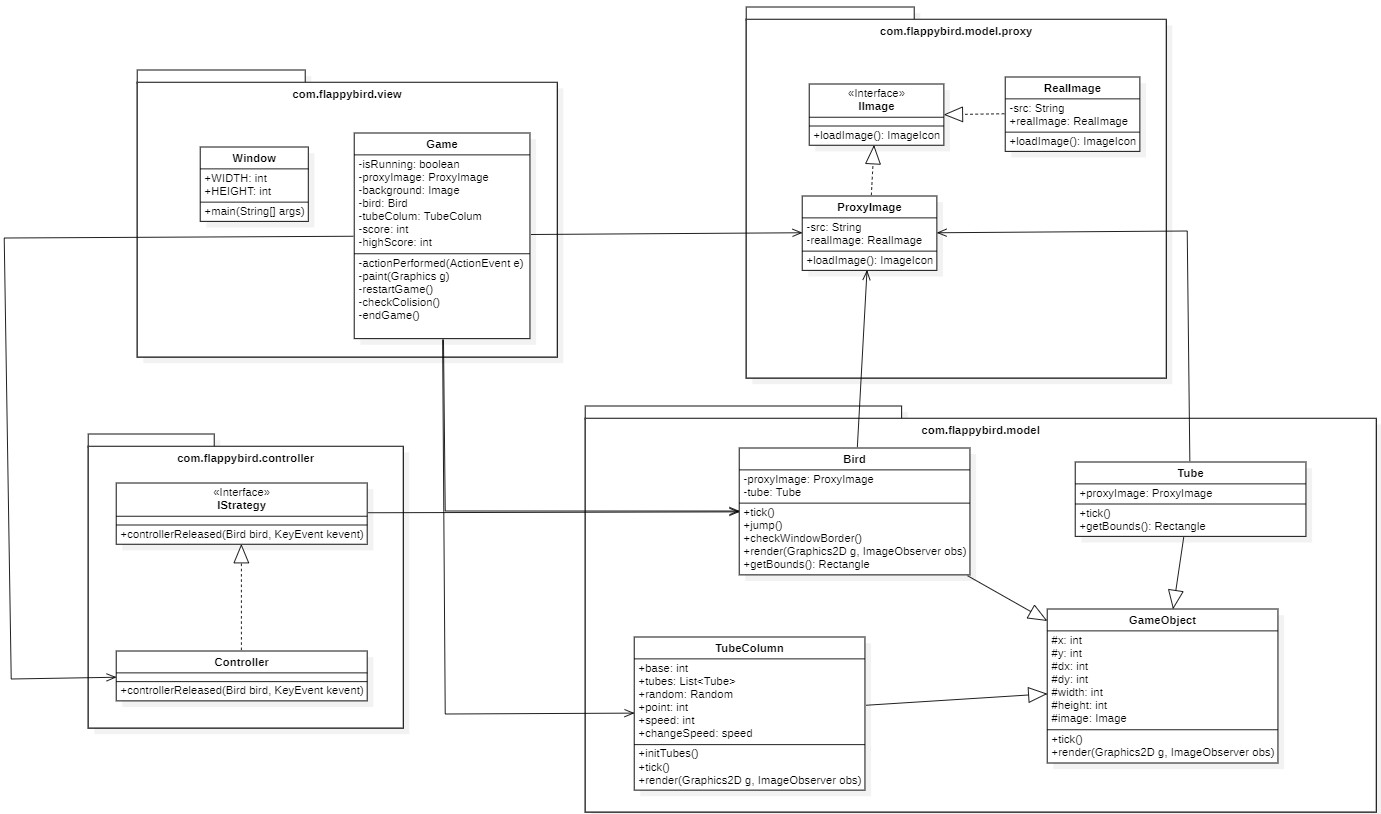 com.flappybird.view
Window
+WIDTH: int
+HEIGHT: int
+main(String[] args)
Game
-isRunning: boolean
-proxyImage: ProxyImage
-background: Image
-bird: Bird
-tubeColum: TubeColum
-score: int
-highScore: int
-actionPerformed(ActionEvent e)
-paint(Graphics g)
-restartGame()
-checkColision()
-endGame()
com.flappybird.model.proxy
«Interface»
IImage
+loadImage(): ImageIcon
RealImage
-src: String
+realImage: RealImage
+loadImage(): ImageIcon
ProxyImage
-src: String
-realImage: RealImage
+loadImage(): ImageIcon
com.flappybird.controller
«Interface»
IStrategy
+controllerReleased(Bird bird, KeyEvent kevent)
Controller
+controllerReleased(Bird bird, KeyEvent kevent)
com.flappybird.model
Bird
-proxyImage: ProxyImage
-tube: Tube
+tick()
+jump()
+checkWindowBorder()
+render(Graphics2D g, ImageObserver obs)
+getBounds(): Rectangle
Tube
+proxyImage: ProxyImage
+tick()
+getBounds(): Rectangle
TubeColumn
+base: int
+tubes: List<Tube>
+random: Random
+point: int
+speed: int
+changeSpeed: speed
+initTubes()
+tick()
+render(Graphics2D g, ImageObserver obs)
GameObject
#x: int
#y: int
#dx: int
#dy: int
#width: int
#height: int
#image: Image
+tick()
+render(Graphics2D g, ImageObserver obs)